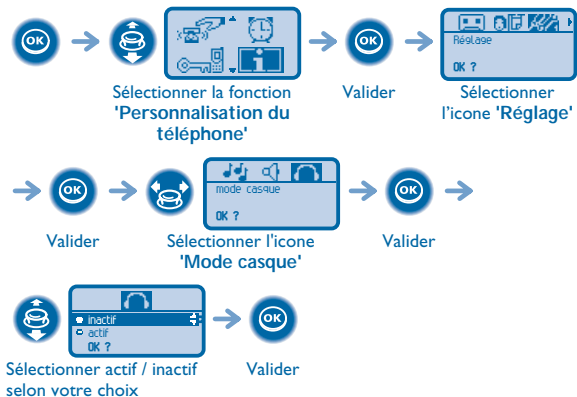 OK
OK
Réglage
OK ?
Sélectionner la fonction
'Personnalisation du
téléphone'
Valider
Sélectionner
l'icone 'Réglage'
OK
mode casque
OK ?
OK
Valider
Sélectionner l'icone
'Mode casque'
Valider
inactif
actif
OK ?
OK
Sélectionner actif / inactif
selon votre choix
Valider